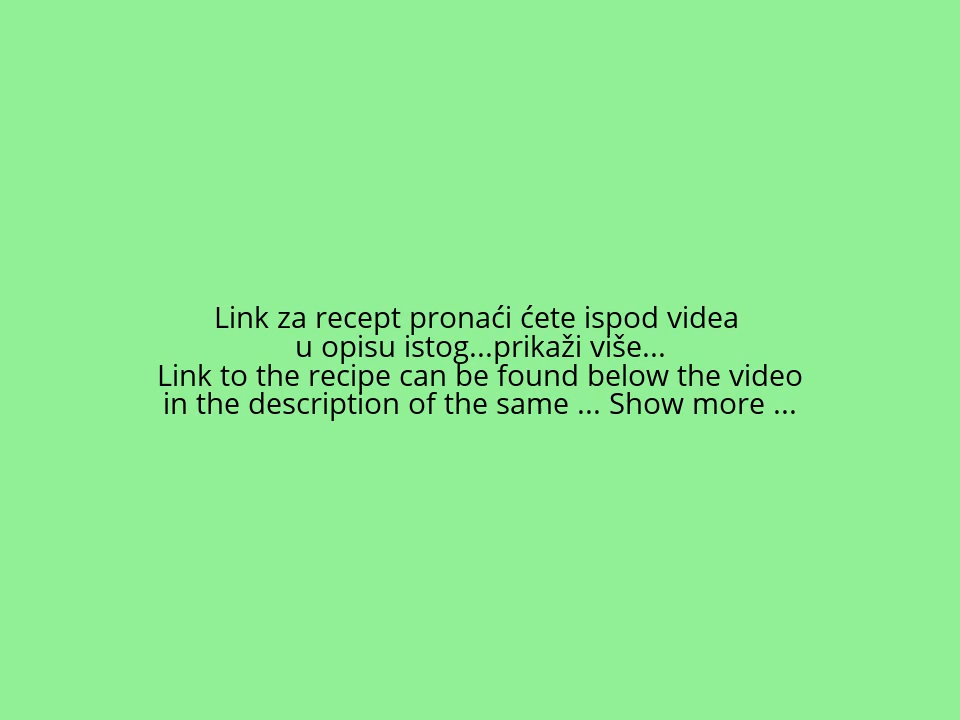 Link za recept pronaći ćete ispod videa
u opisu istog...prikaži više...
Link to the recipe can be found below the video
in the description of the same ... Show more ...